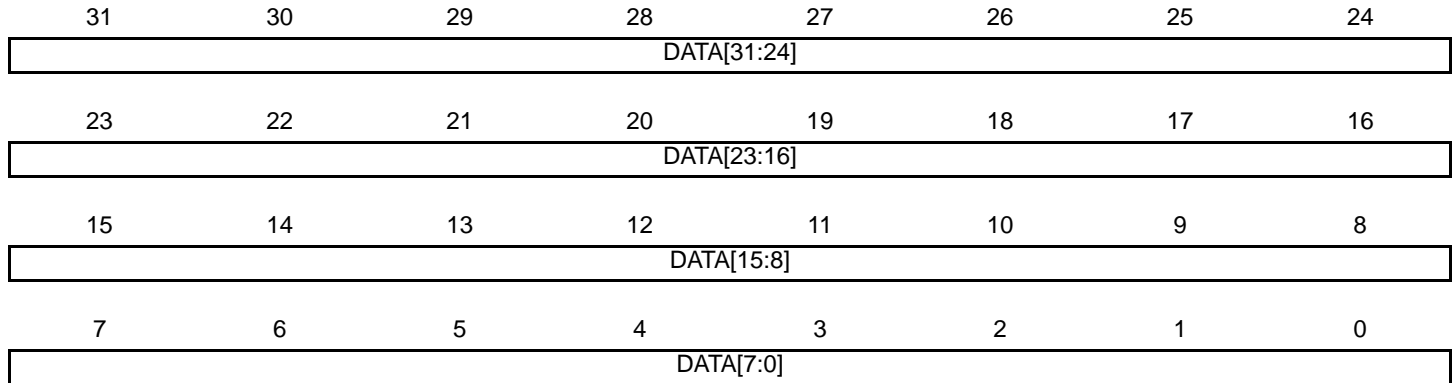 31 30 29 28 27 26 25 24
DATA[31:24]
23 22 21 20 19 18 17 16
DATA[23:16]
15 14 13 12 11 10 9 8
DATA[15:8]
7 6 5 4 3 2 1 0
DATA[7:0]